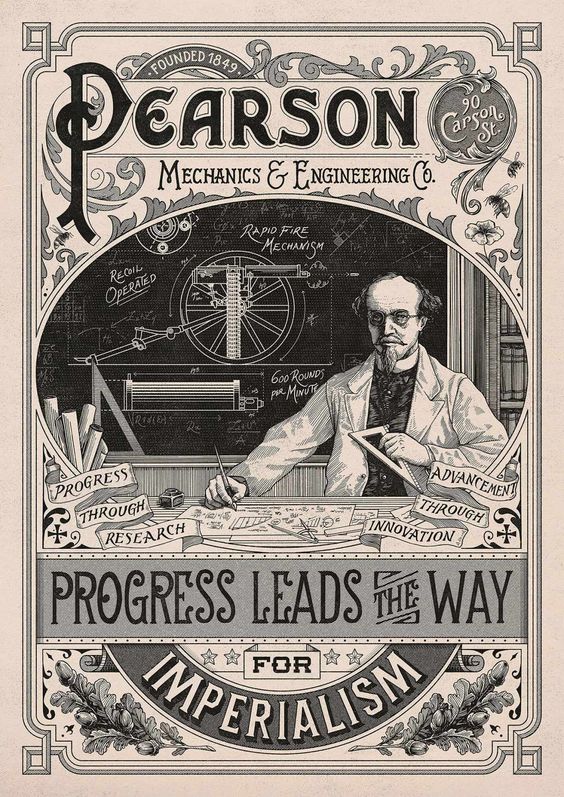 FOUNDED 1849
PEARSON
90
Carson
St.
MECHANICS & ENGINEERING CO.
RAPID FIRE
MECHANISM
RECOIL
OPERATED
600 ROUNDS
PER MINUTE
PROGRESS
THROUGH
RESEARCH
ADVANCEMENT
THROUGH
INNOVATION
PROGRESS LEADS THE WAY
FOR
IMPERIALISM